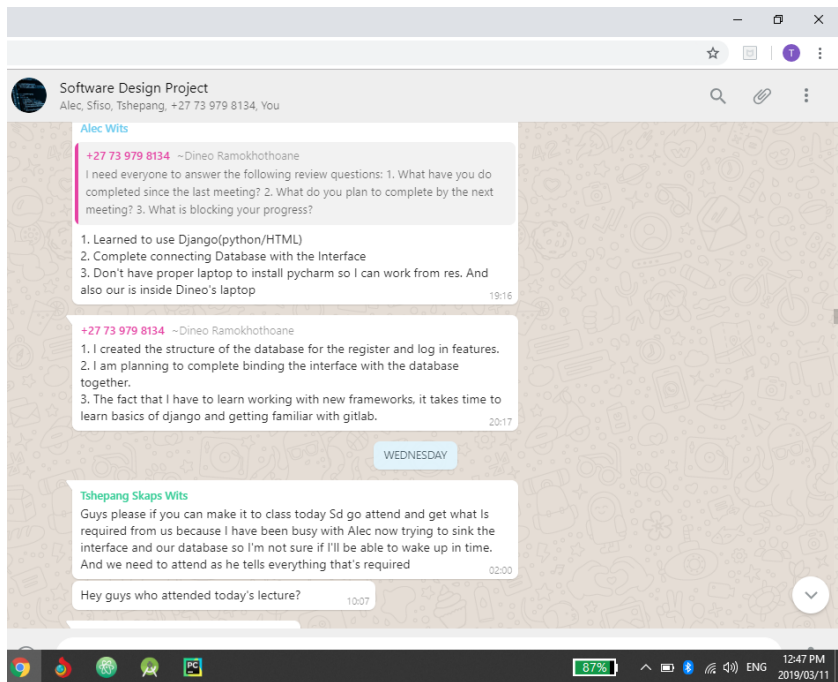 T
Software Design Project
Alec, Sfiso, Tshepang, +27 73 979 8134, You
Alec Wits
+27 73 979 8134 ~Dineo Ramokhothoane
I need everyone to answer the following review questions: 1. What have you do
completed since the last meeting? 2. What do you plan to complete by the next
meeting? 3. What is blocking your progress?
1. Learned to use Django(python/HTML)
2. Complete connecting Database with the Interface
3. Don't have proper laptop to install pycharm so I can work from res. And
also our is inside Dineo's laptop
19:16
+27 73 979 8134 ~Dineo Ramokhothoane
1. I created the structure of the database for the register and log in features.
2. I am planning to complete binding the interface with the database
together.
3. The fact that I have to learn working with new frameworks, it takes time to
learn basics of django and getting familiar with gitlab.
20:17
WEDNESDAY
Tshepang Skaps Wits
Guys please if you can make it to class today Sd go attend and get what Is
required from us because I have been busy with Alec now trying to sink the
interface and our database so I'm not sure if I'll be able to wake up in time.
And we need to attend as he tells everything that's required
02:00
Hey guys who attended today's lecture?
10:07
PC
87%
ENG
12:47 PM
2019/03/11